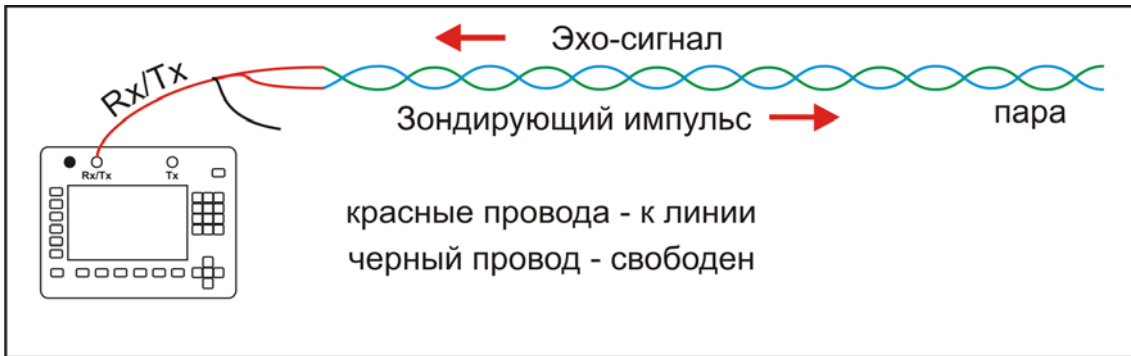 Эхо-сигнал
Rx/Tx
Зондирующий импульс
пара
Rx/Tx
Tx
красные провода - к линии
черный провод - свободен